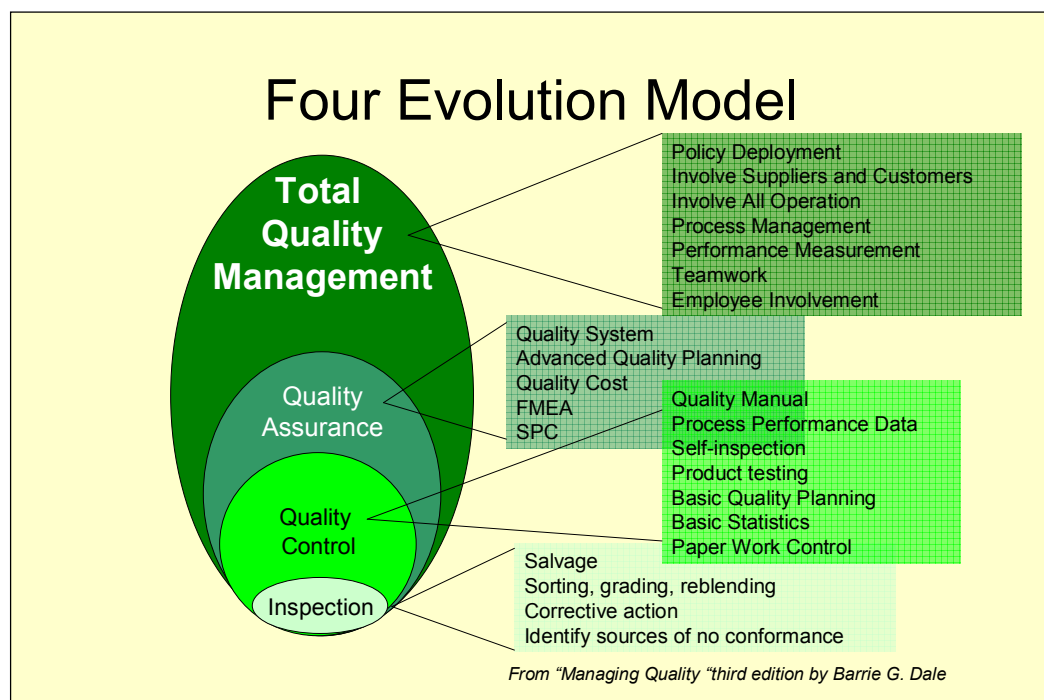 Four Evolution Model
Total
Quality
Management
Policy Deployment
Involve Suppliers and Customers
Involve All Operation
Process Management
Performance Measurement
Teamwork
Employee Involvement
Quality
Assurance
Quality System
Advanced Quality Planning
Quality Cost
FMEA
SPC
Quality
Control
Quality Manual
Process Performance Data
Self-inspection
Product testing
Basic Quality Planning
Basic Statistics
Paper Work Control
Inspection
Salvage
Sorting, grading, reblending
Corrective action
Identify sources of no conformance
From “Managing Quality “third edition by Barrie G. Dale